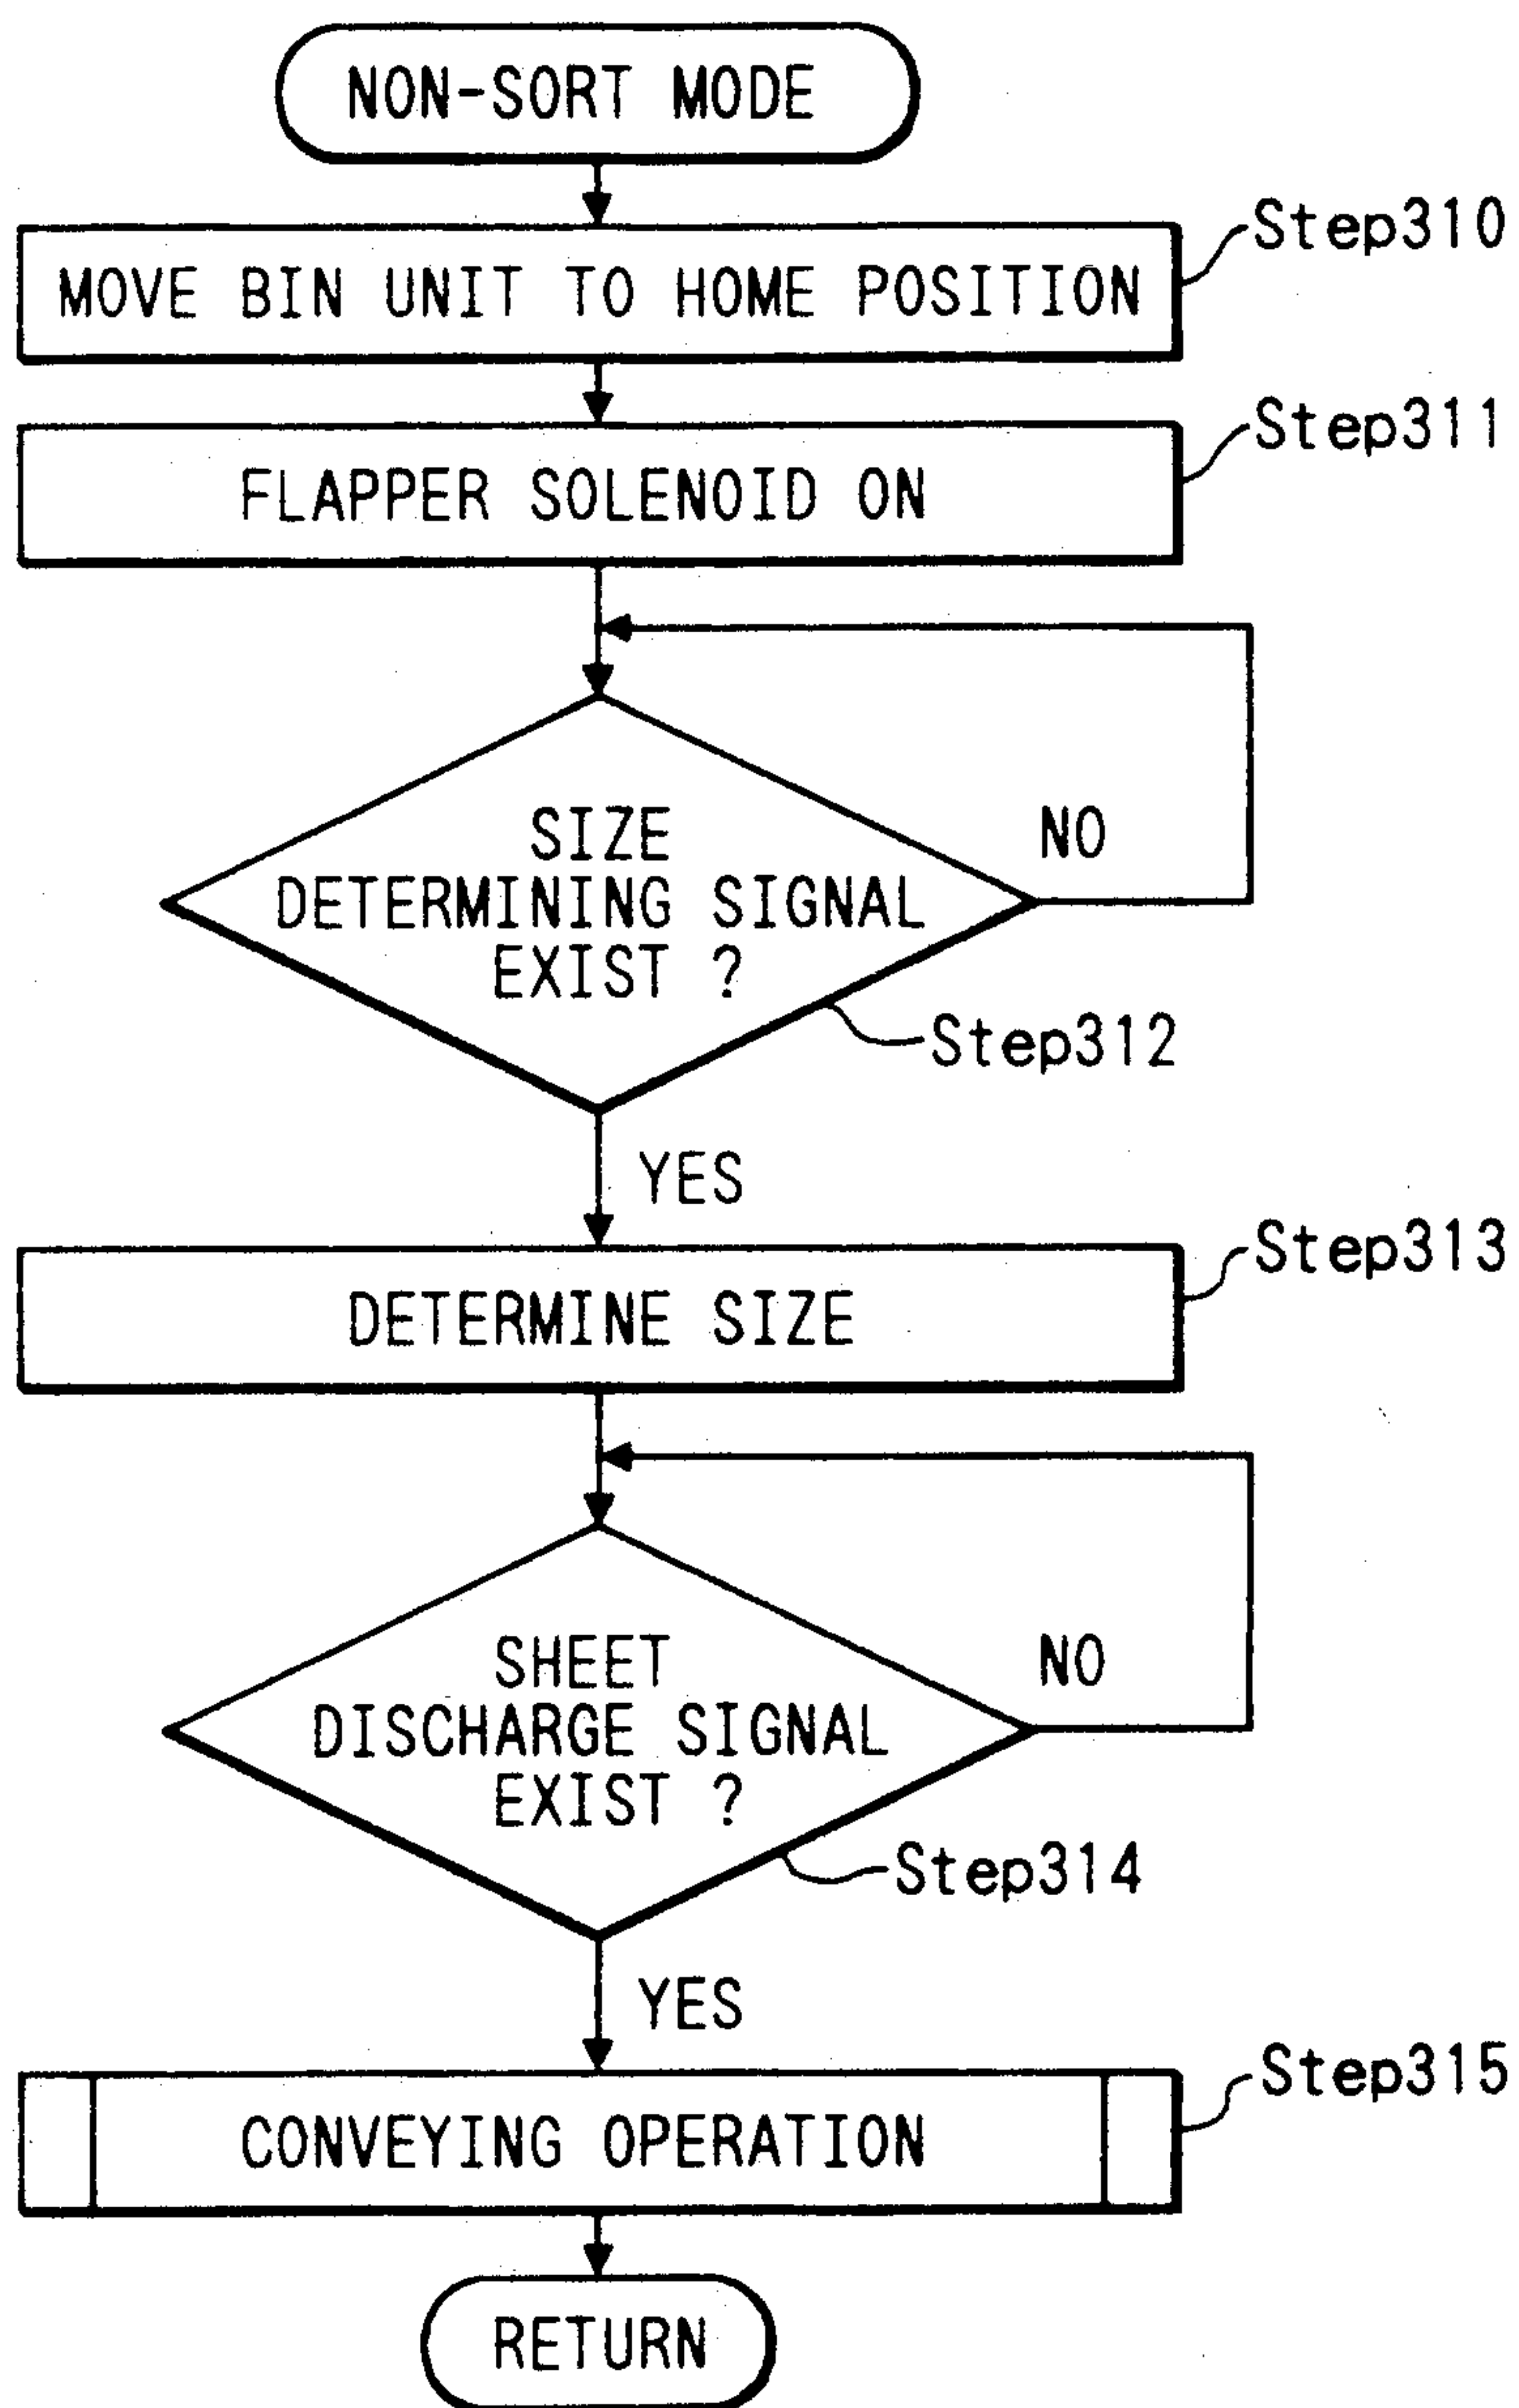 NON-SORT MODE
Step310
MOVE BIN UNIT TO HOME POSITION
Step311
FLAPPER SOLENOID ON
SIZE
DETERMINING SIGNAL
EXIST ?
NO
Step312
YES
Step313
DETERMINE SIZE
SHEET
DISCHARGE SIGNAL
EXIST ?
NO
Step314
YES
Step315
CONVEYING OPERATION
RETURN